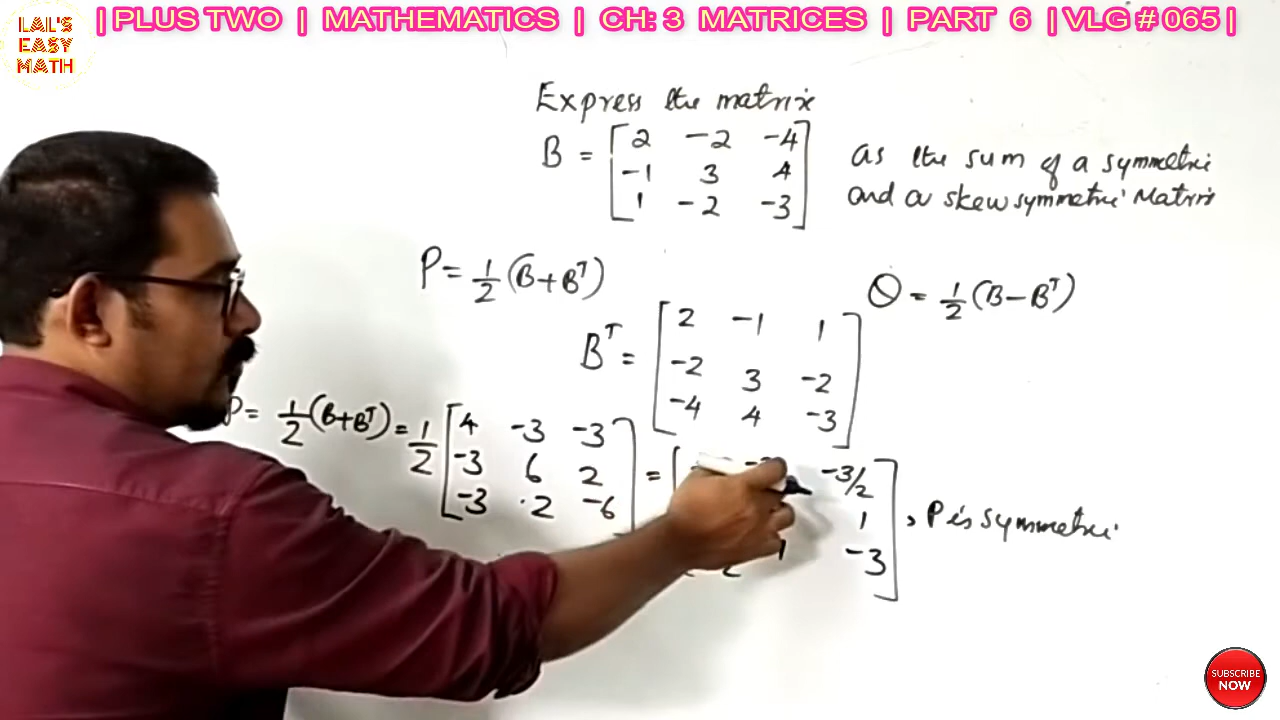 | PLUS TWO | MATHEMATICS | CH: 3 MATRICES | PART 6 | VLG # 065 |
LAL'S
EASY
MATH
Express the matrix
B = [ 2 -2 -4
-1 3 4
1 -2 -3 ]
as the sum of a symmetric
and a skew symmetric Matrix
P = 1/2 (B + B^T)
Q = 1/2 (B - B^T)
B^T = [ 2 -1 1
-2 3 -2
-4 4 -3 ]
P = 1/2 (B + B^T) = 1/2 [ 4 -3 -3
-3 6 2
-3 2 -6 ]
= [ -3/2
1
1 -3 ] , P is symmetric
SUBSCRIBE
NOW